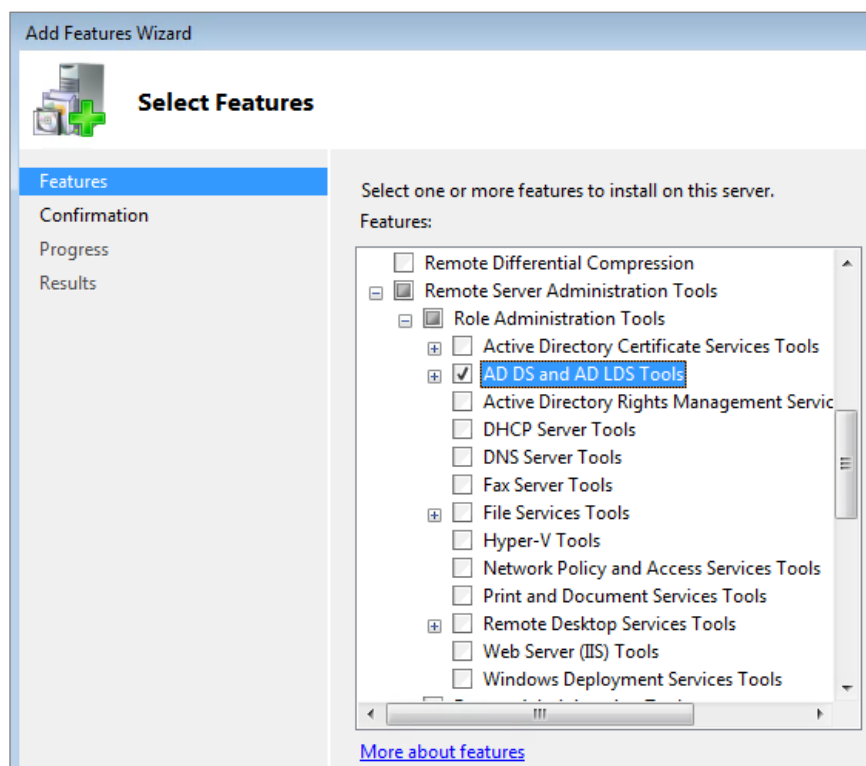 Add Features Wizard
Select Features
Features
Confirmation
Progress
Results
Select one or more features to install on this server.
Features:
Remote Differential Compression
Remote Server Administration Tools
Role Administration Tools
Active Directory Certificate Services Tools
AD DS and AD LDS Tools
Active Directory Rights Management Servic
DHCP Server Tools
DNS Server Tools
Fax Server Tools
File Services Tools
Hyper-V Tools
Network Policy and Access Services Tools
Print and Document Services Tools
Remote Desktop Services Tools
Web Server (IIS) Tools
Windows Deployment Services Tools
More about features